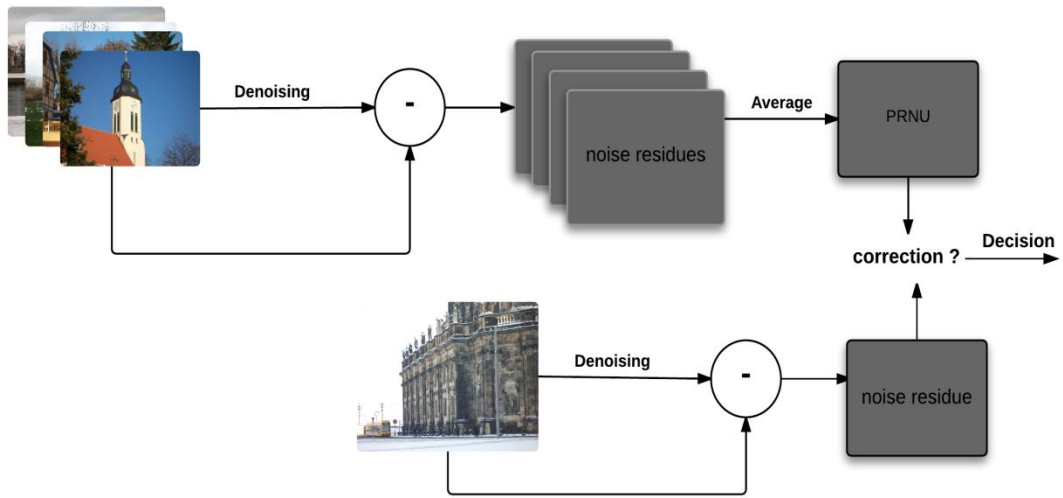 Denoising
-
noise residues
Average
PRNU
correction ?
Decision
Denoising
-
noise residue